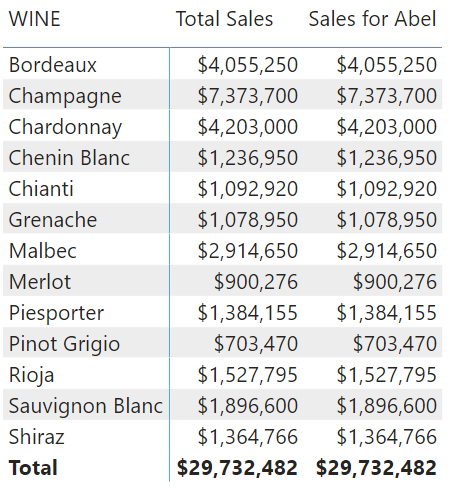 WINE Total Sales Sales for Abel
Bordeaux $4,055,250 $4,055,250
Champagne $7,373,700 $7,373,700
Chardonnay $4,203,000 $4,203,000
Chenin Blanc $1,236,950 $1,236,950
Chianti $1,092,920 $1,092,920
Grenache $1,078,950 $1,078,950
Malbec $2,914,650 $2,914,650
Merlot $900,276 $900,276
Piesporter $1,384,155 $1,384,155
Pinot Grigio $703,470 $703,470
Rioja $1,527,795 $1,527,795
Sauvignon Blanc $1,896,600 $1,896,600
Shiraz $1,364,766 $1,364,766
Total $29,732,482 $29,732,482